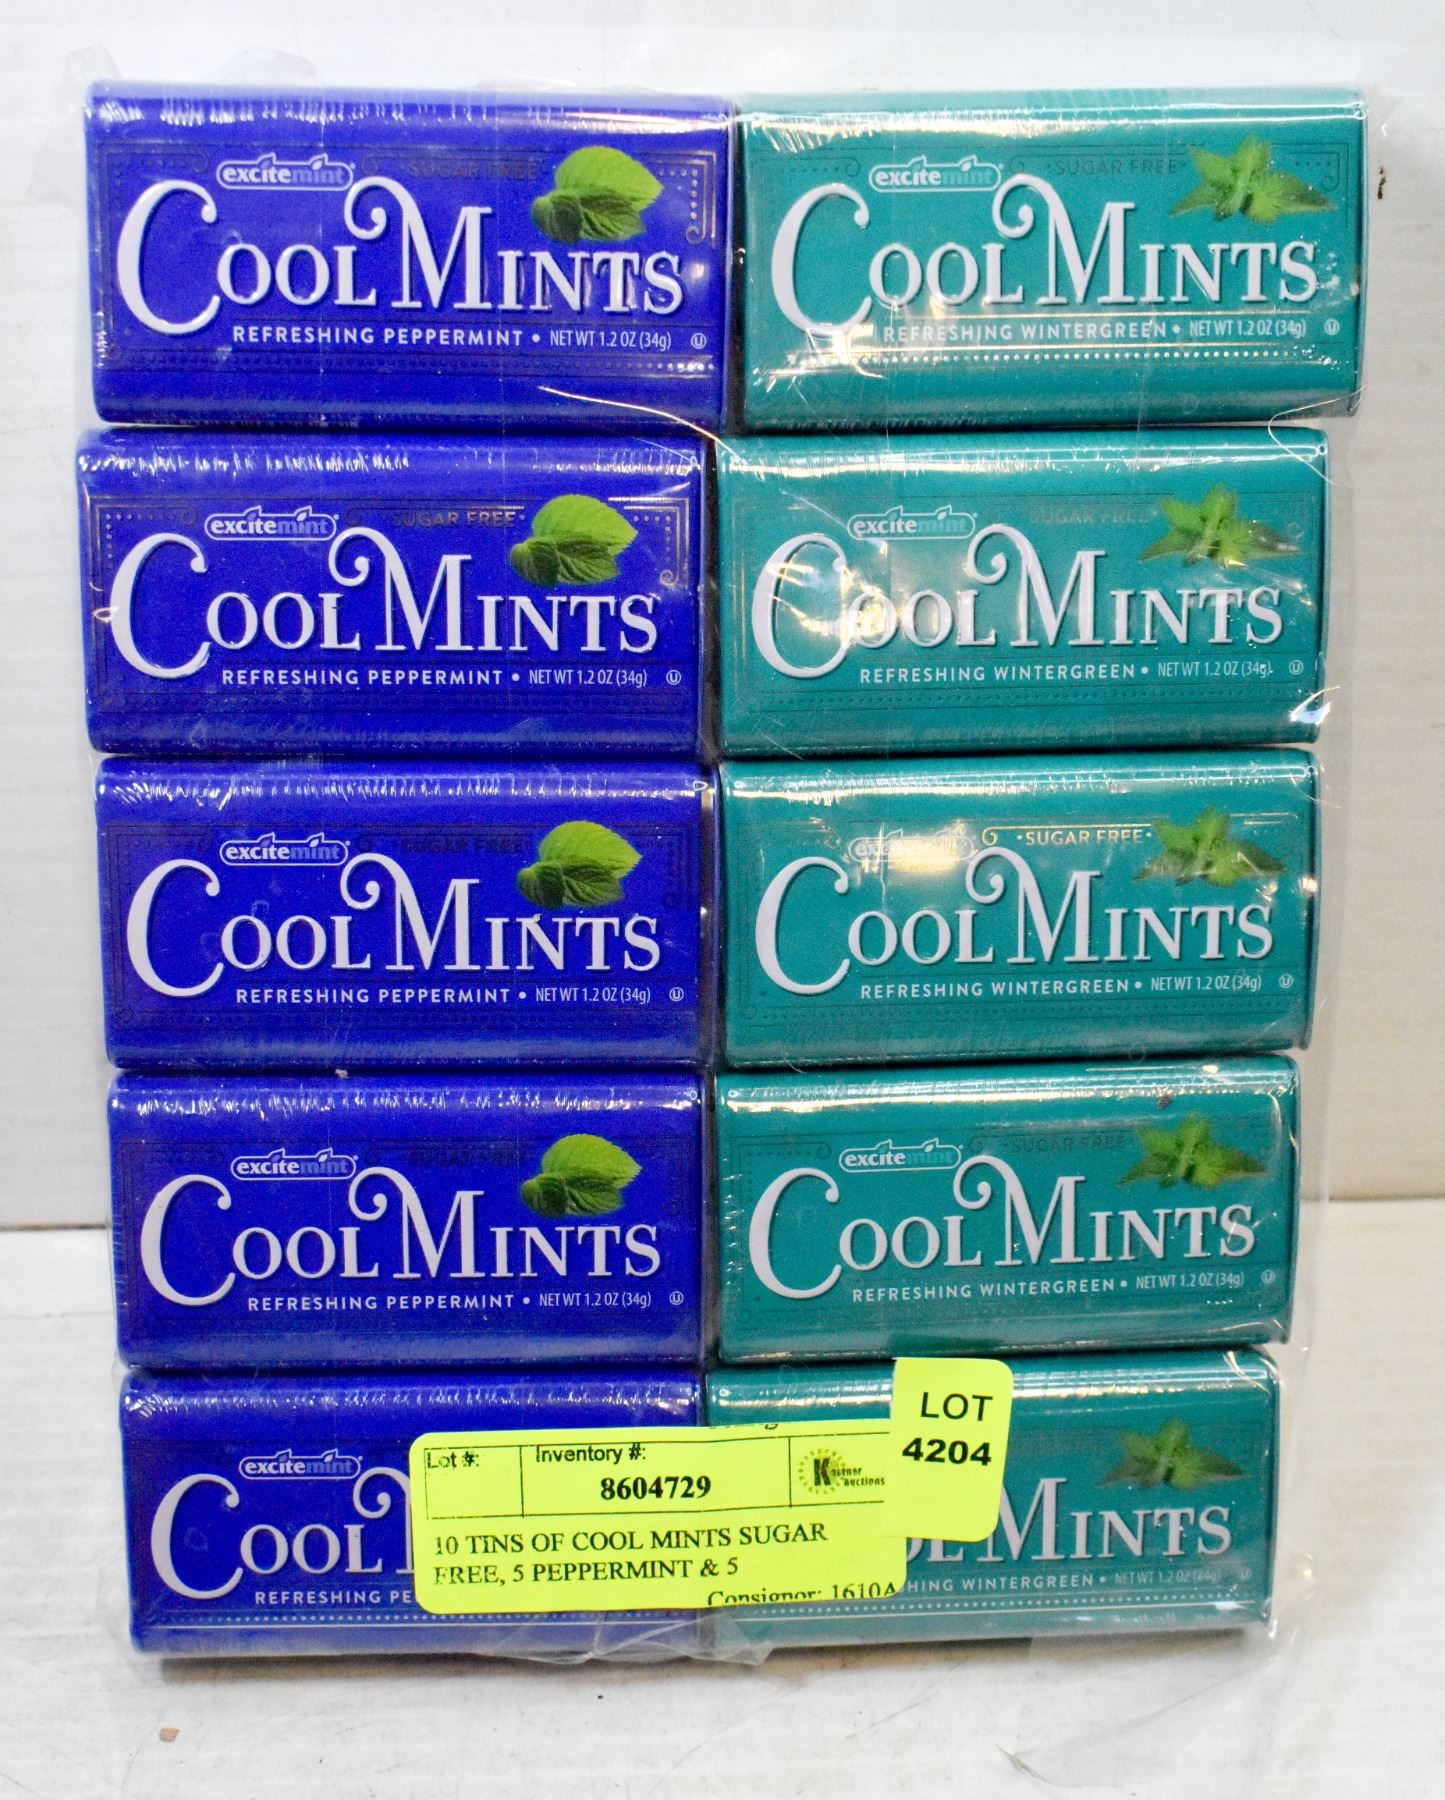 excitemint SUGAR FREE
COOL MINTS
REFRESHING PEPPERMINT • NET WT 1.2 OZ (34g) U
excitemint SUGAR FREE
COOL MINTS
REFRESHING WINTERGREEN • NET WT 1.2 OZ (34g) U
excitemint SUGAR FREE
COOL MINTS
REFRESHING PEPPERMINT • NET WT 1.2 OZ (34g) U
excitemint SUGAR FREE
COOL MINTS
REFRESHING WINTERGREEN • NET WT 1.2 OZ (34g) U
excitemint SUGAR FREE
COOL MINTS
REFRESHING PEPPERMINT • NET WT 1.2 OZ (34g) U
•SUGAR FREE•
COOL MINTS
REFRESHING WINTERGREEN • NET WT 1.2 OZ (34g) U
excitemint SUGAR FREE
COOL MINTS
REFRESHING PEPPERMINT • NET WT 1.2 OZ (34g) U
excitemint SUGAR FREE
COOL MINTS
REFRESHING WINTERGREEN • NET WT 1.2 OZ (34g) U
excitemint
COOL
REFRESHING PE
MINTS
HING WINTERGREEN • NET WT 1.2 OZ (34g) U
LOT
4204
Lot #: Inventory #:
8604729
Kastner
Auctions
10 TINS OF COOL MINTS SUGAR
FREE, 5 PEPPERMINT & 5
Consignor: 1610A